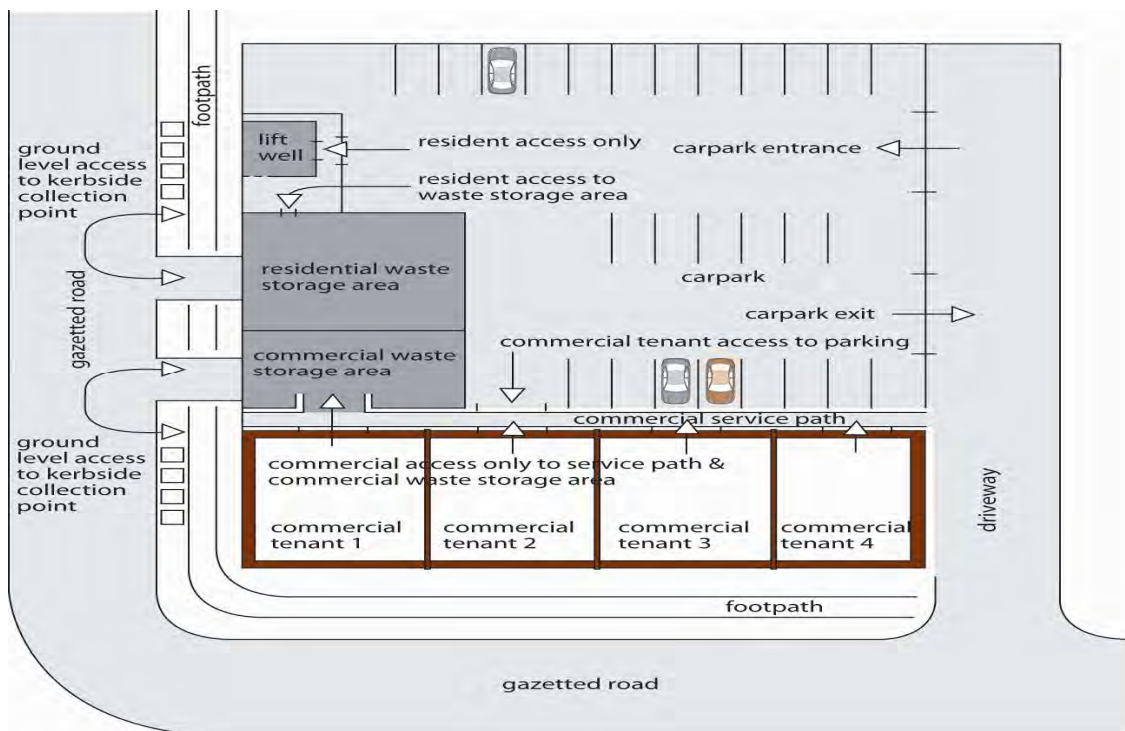 footpath
ground
level access
to kerbside
collection
point
lift
well
resident access only
carpark entrance
resident access to
waste storage area
residential waste
storage area
carpark
gazetted road
carpark exit
commercial tenant access to parking
commercial waste
storage area
commercial service path
ground
level access
to kerbside
collection
point
commercial access only to service path &
commercial waste storage area
commercial
tenant 1
commercial
tenant 2
commercial
tenant 3
commercial
tenant 4
driveway
footpath
gazetted road